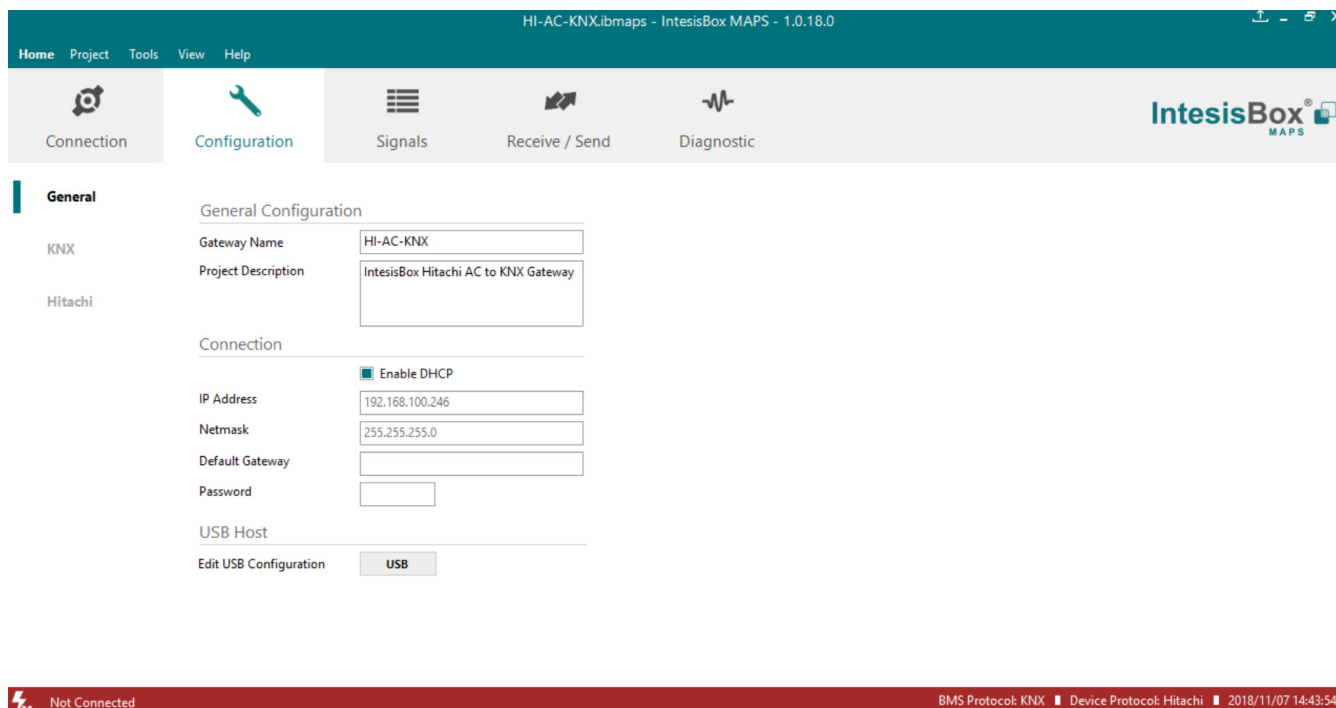 HI-AC-KNX.ibmaps - IntesisBox MAPS - 1.0.18.0
Home Project Tools View Help
Connection Configuration Signals Receive / Send Diagnostic
IntesisBox®
MAPS
General
KNX
Hitachi
General Configuration
Gateway Name HI-AC-KNX
Project Description IntesisBox Hitachi AC to KNX Gateway
Connection
Enable DHCP
IP Address 192.168.100.246
Netmask 255.255.255.0
Default Gateway
Password
USB Host
Edit USB Configuration USB
Not Connected BMS Protocol: KNX Device Protocol: Hitachi 2018/11/07 14:43:54